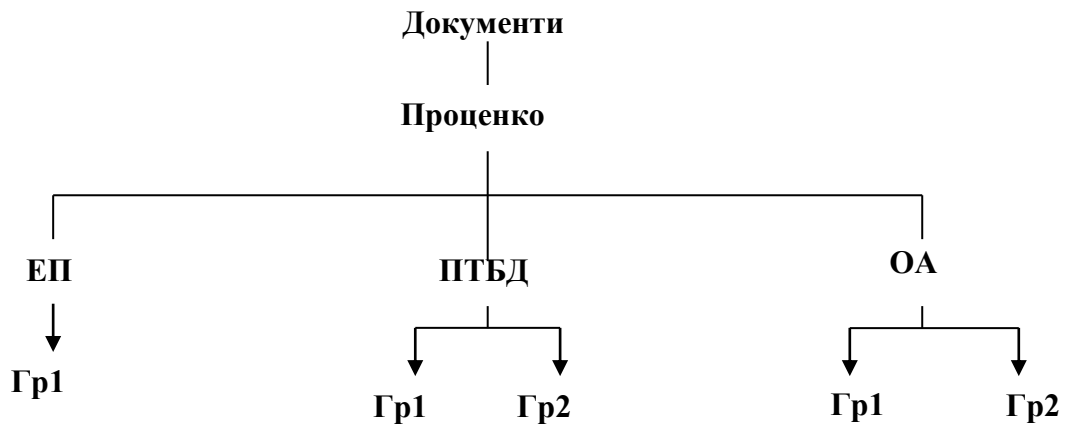 Документи
Проценко
ЕП
ПТБД
ОА
Гр1
Гр1
Гр2
Гр1
Гр2